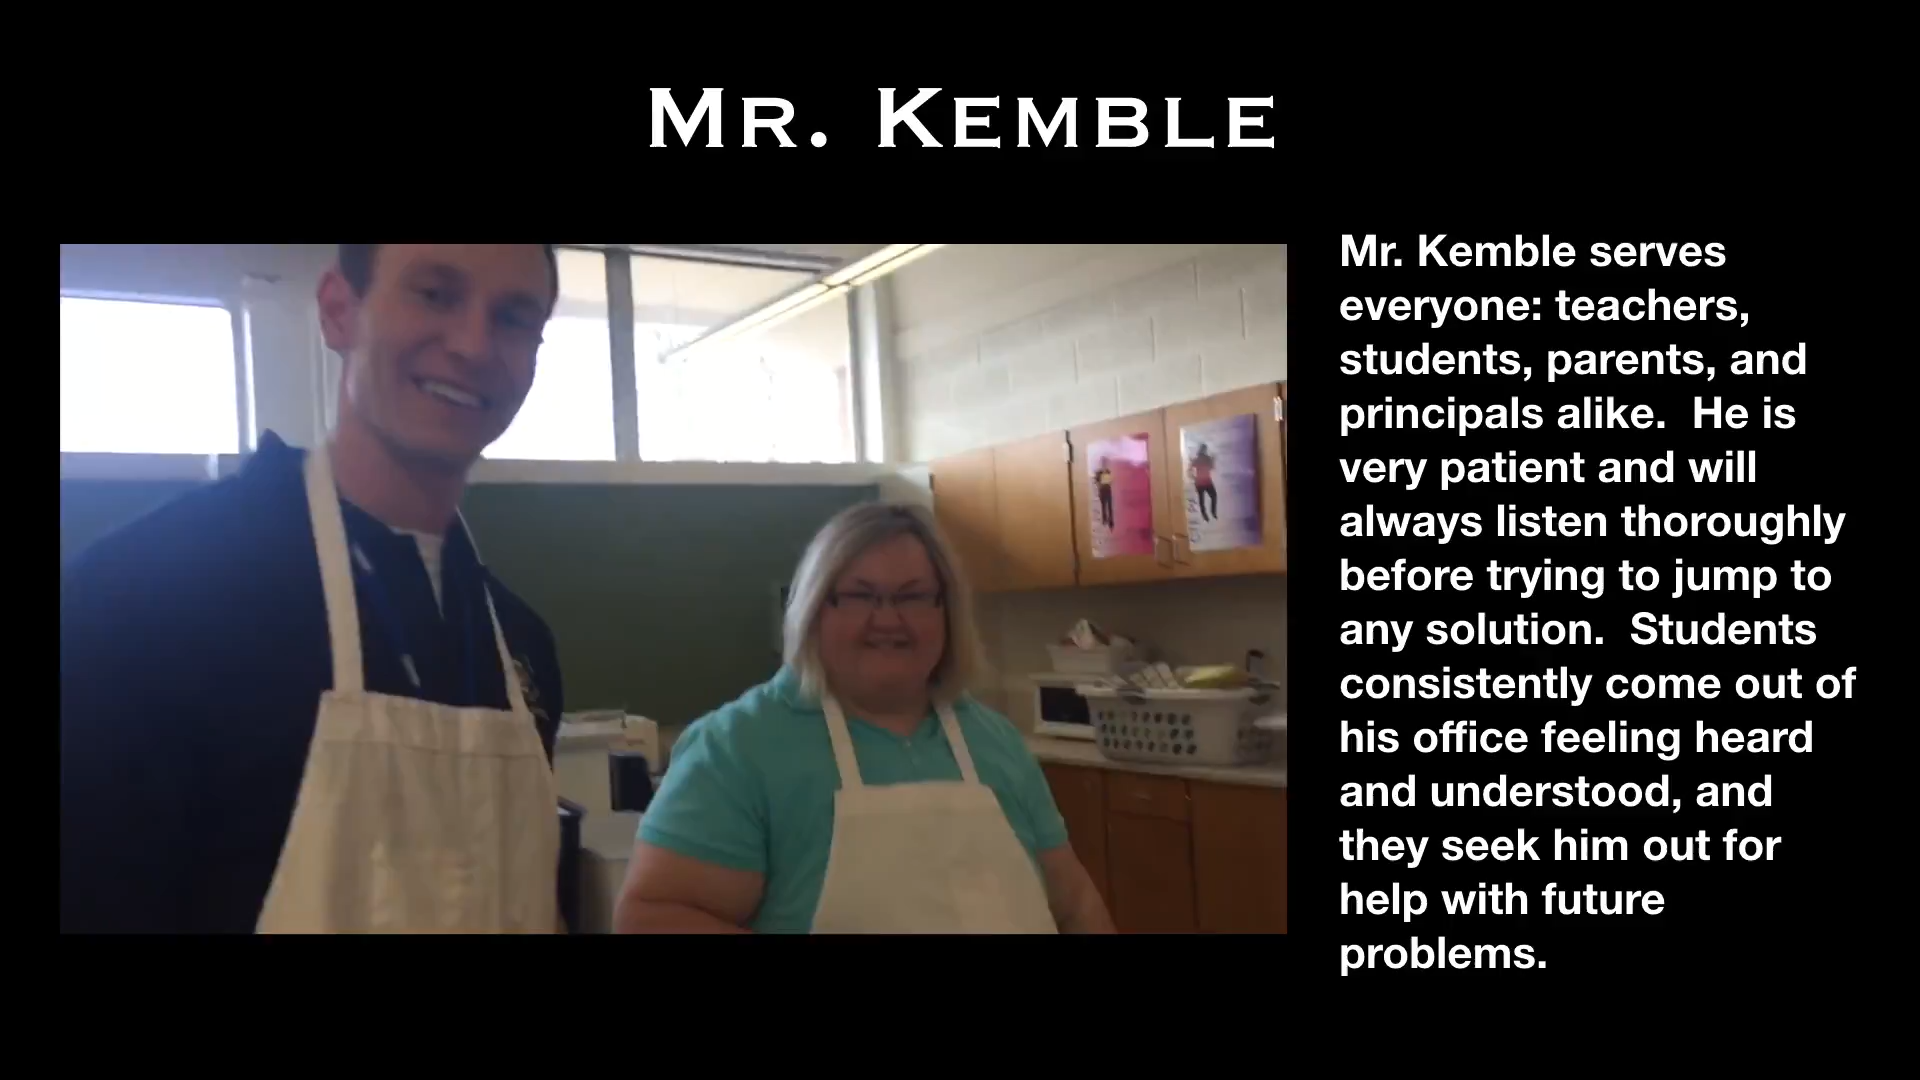 MR. KEMBLE
Mr. Kemble serves
everyone: teachers,
students, parents, and
principals alike.  He is
very patient and will
always listen thoroughly
before trying to jump to
any solution.  Students
consistently come out of
his office feeling heard
and understood, and
they seek him out for
help with future
problems.